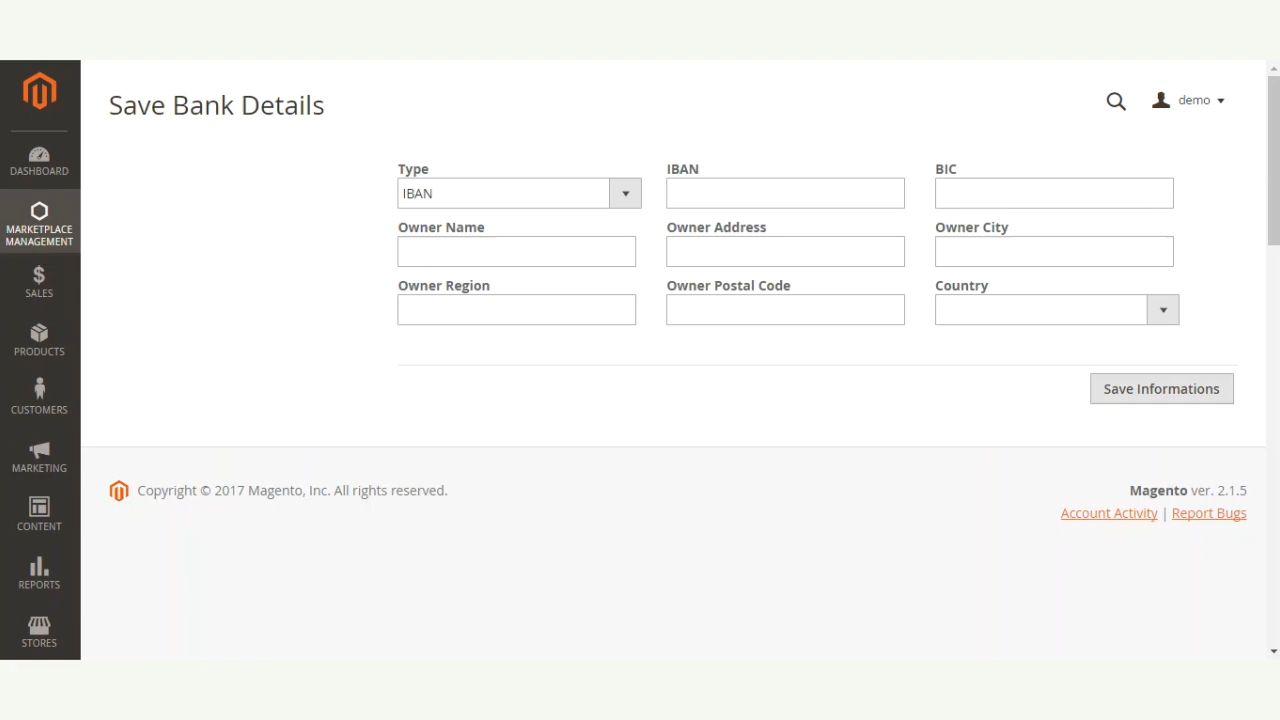 Save Bank Details
demo
DASHBOARD
MARKETPLACE
MANAGEMENT
SALES
PRODUCTS
CUSTOMERS
MARKETING
CONTENT
REPORTS
STORES
Type IBAN BIC
IBAN
Owner Name Owner Address Owner City
Owner Region Owner Postal Code Country
Save Informations
Copyright © 2017 Magento, Inc. All rights reserved.
Magento ver. 2.1.5
Account Activity | Report Bugs